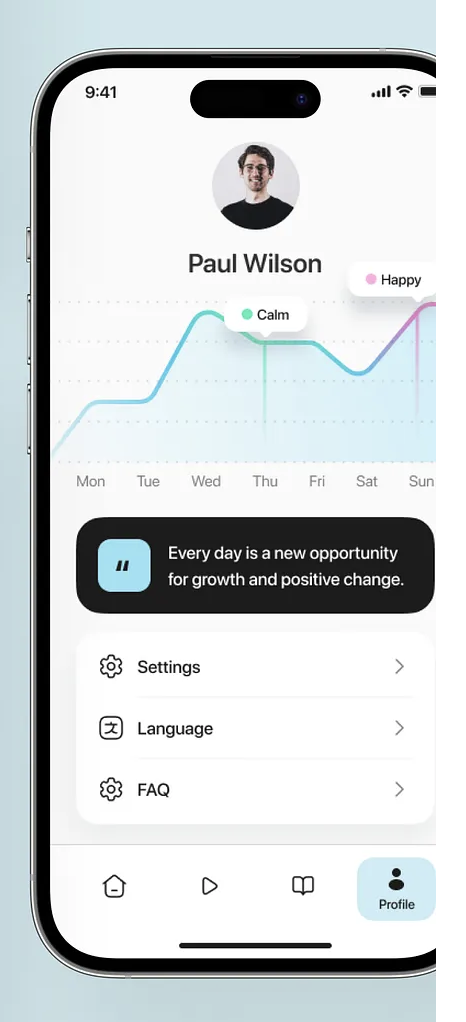 9:41
Paul Wilson
Happy
Calm
Mon Tue Wed Thu Fri Sat Sun
"
Every day is a new opportunity
for growth and positive change.
Settings
文 Language
FAQ
Profile